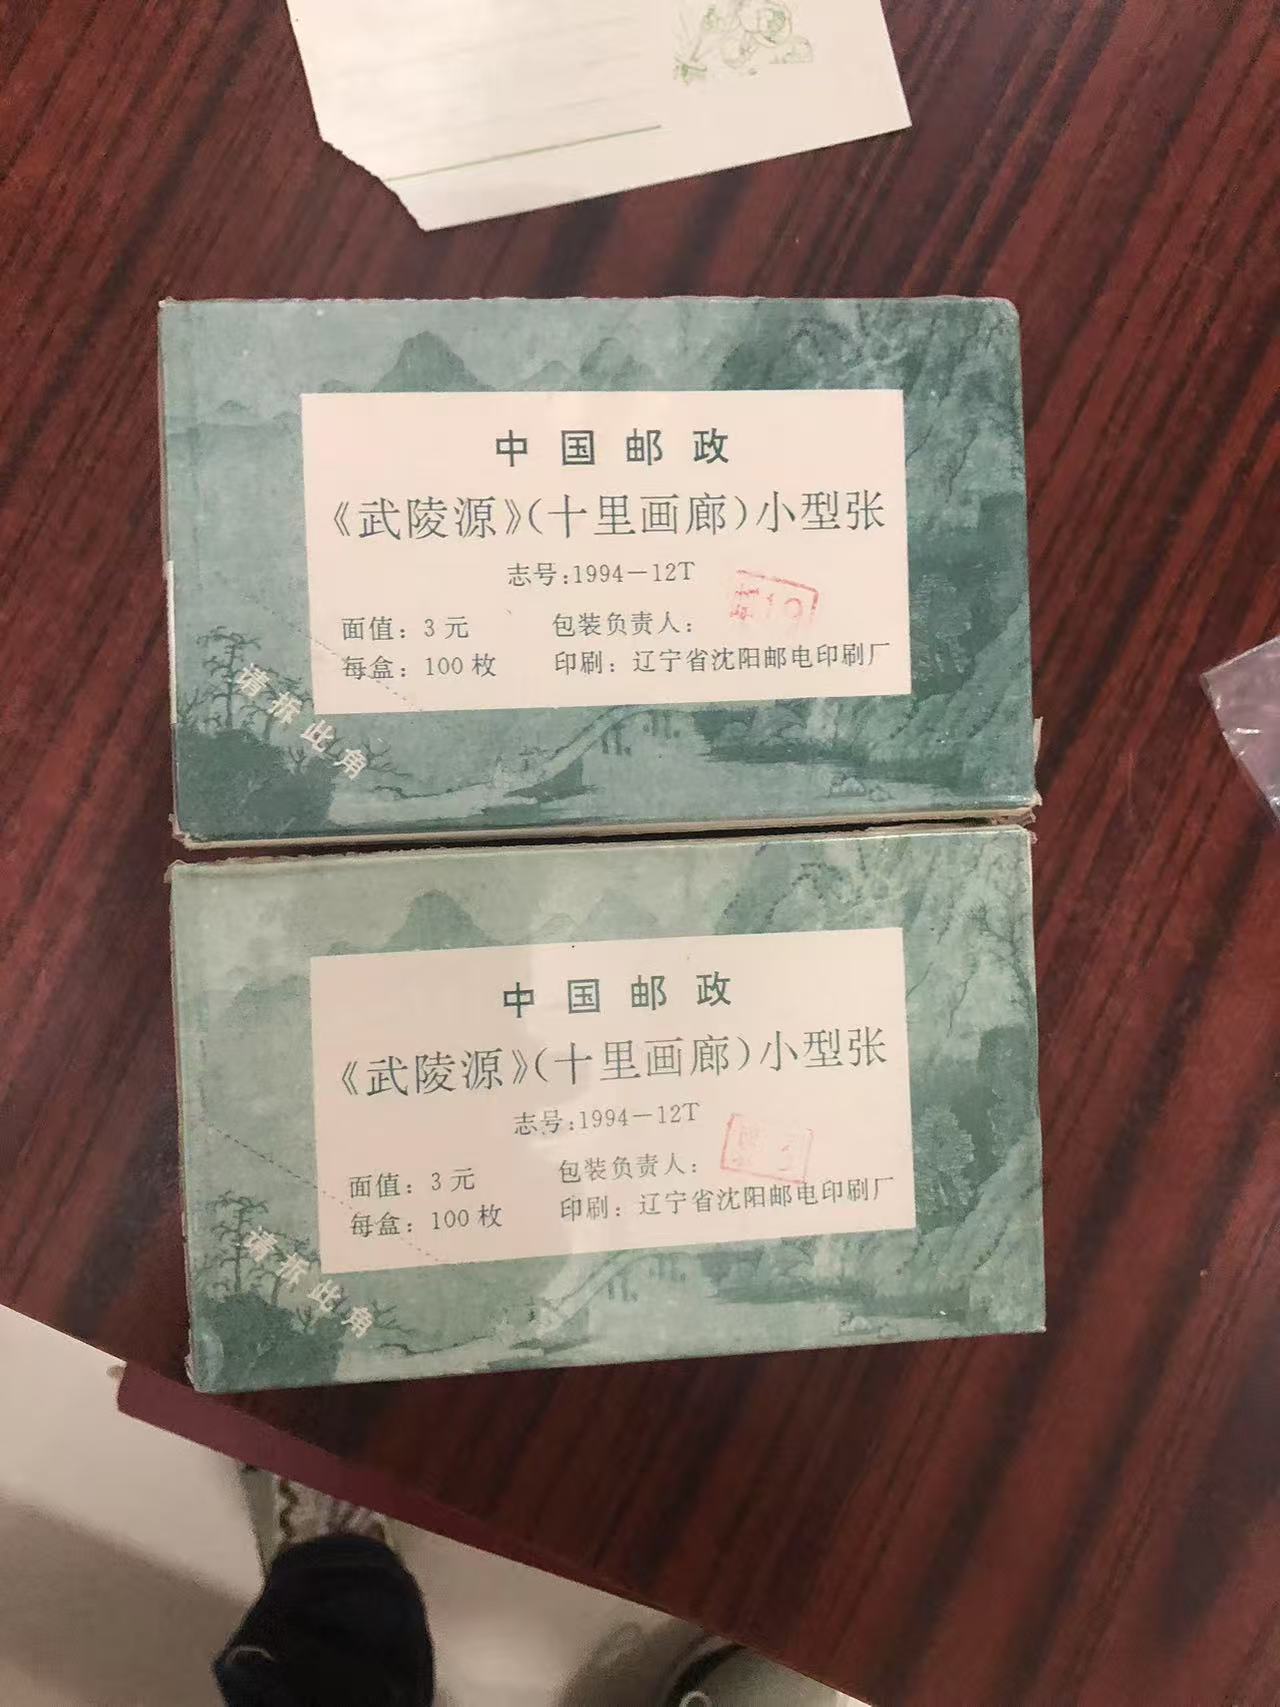 中国邮政
《武陵源》(十里画廊)小型张
志号:1994-12T
面值: 3元 包装负责人:
每盒: 100枚 印刷: 辽宁省沈阳邮电印刷厂
请拆此角
中国邮政
《武陵源》(十里画廊)小型张
志号:1994-12T
面值: 3元 包装负责人:
每盒: 100枚 印刷: 辽宁省沈阳邮电印刷厂
请拆此角